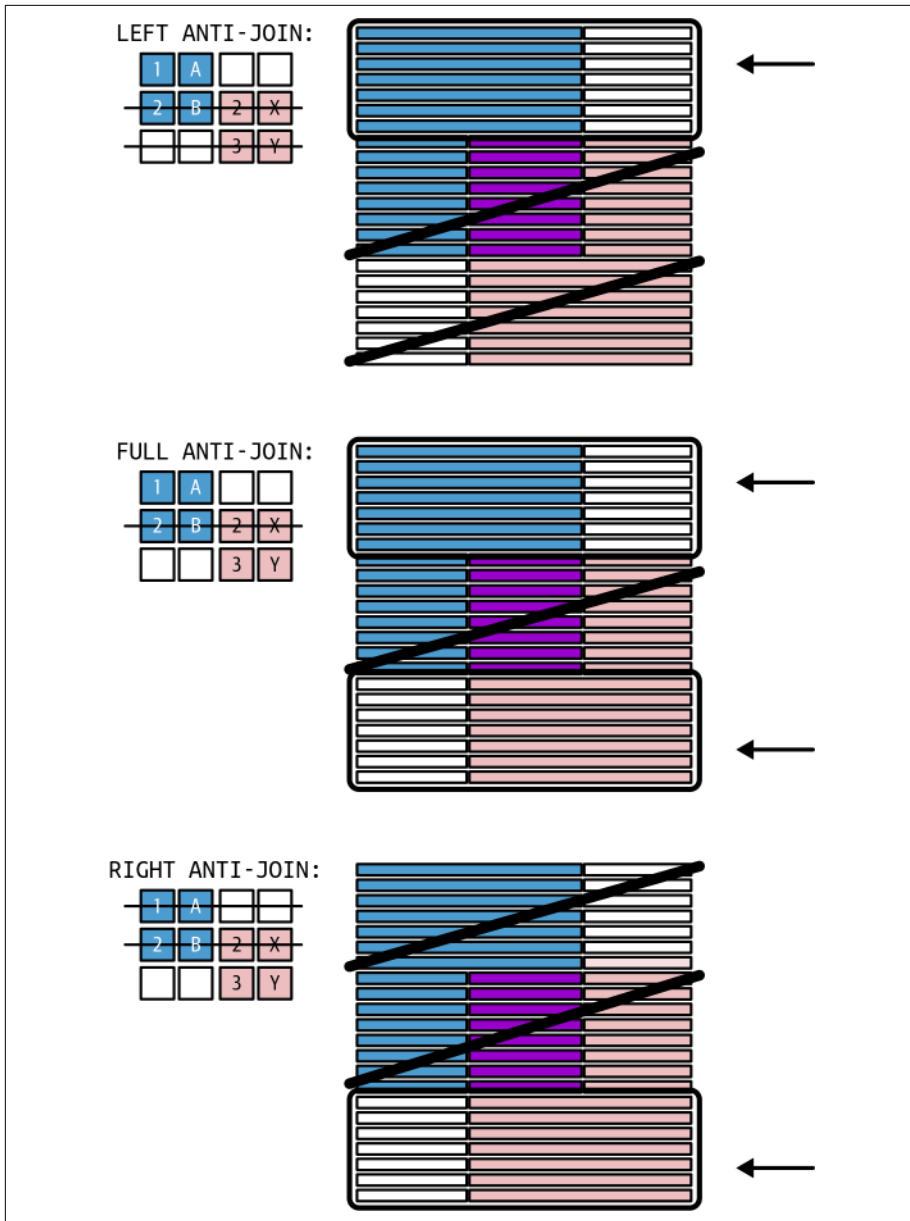 LEFT ANTI-JOIN:
1 A
2 B 2 X
3 Y
FULL ANTI-JOIN:
1 A
2 B 2 X
3 Y
RIGHT ANTI-JOIN:
1 A
2 B 2 X
3 Y